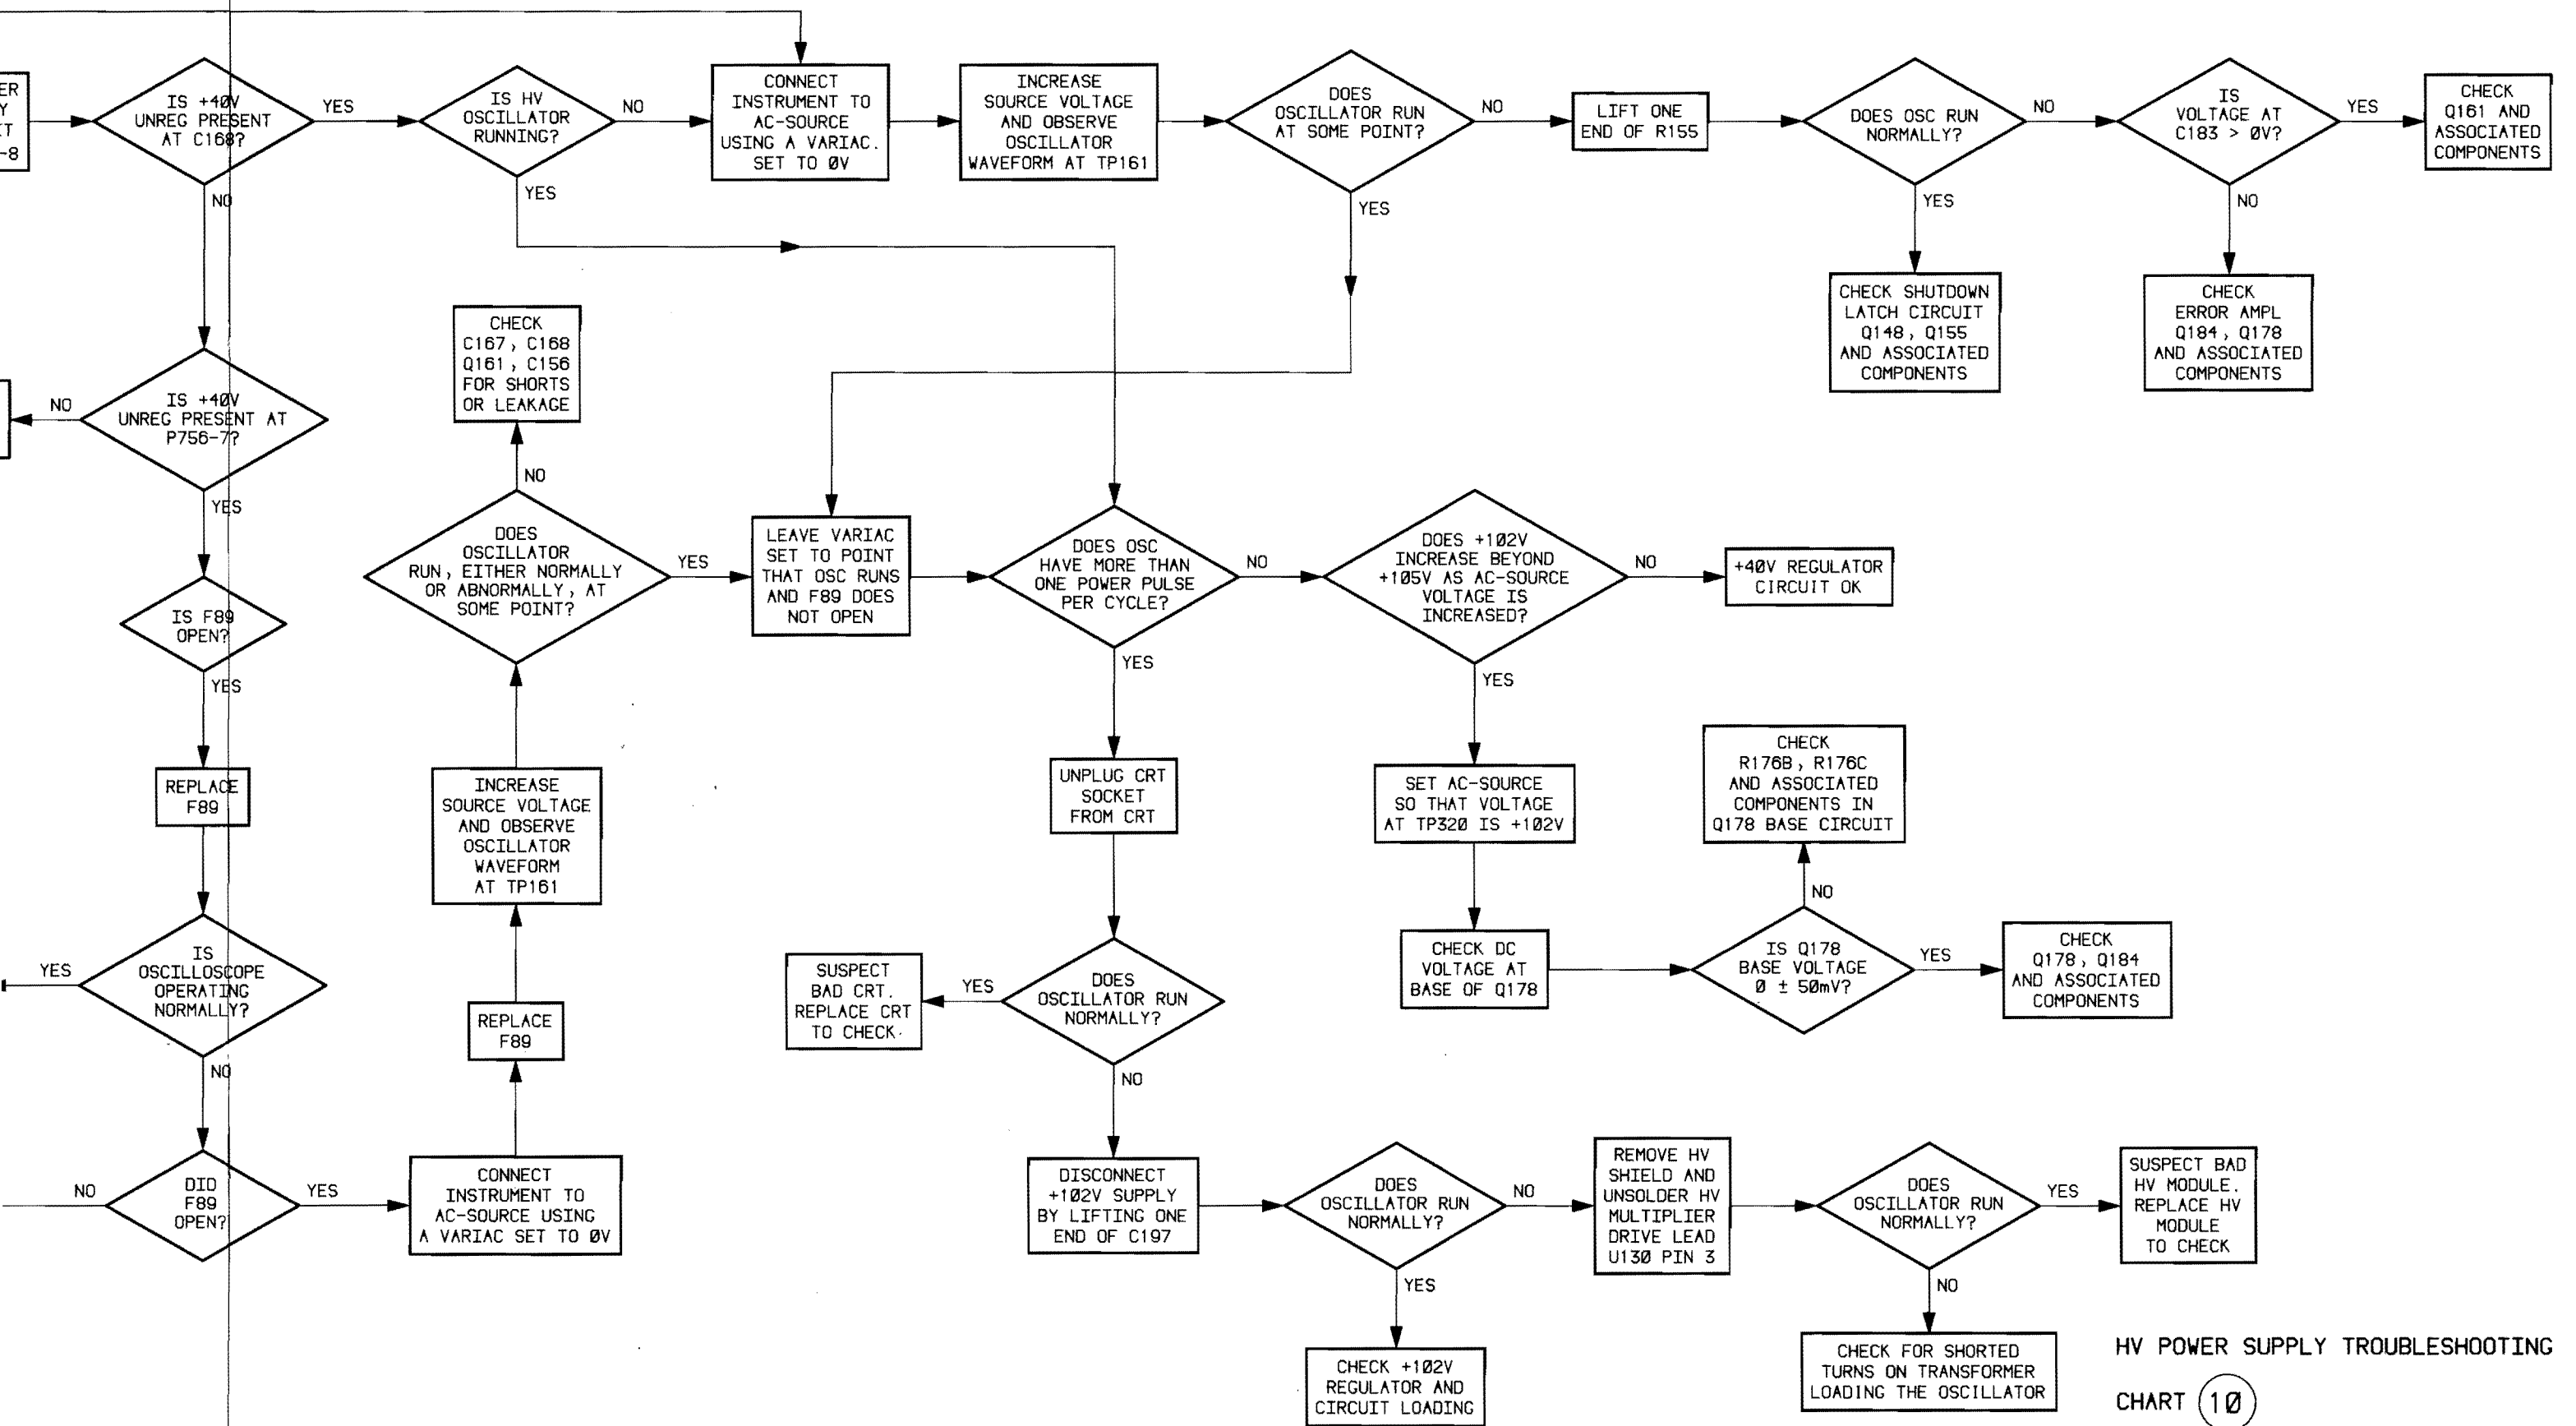 ER
Y
IT
-8
IS +40V
UNREG PRESENT
AT C168?
YES
NO
IS HV
OSCILLATOR
RUNNING?
NO
YES
CONNECT
INSTRUMENT TO
AC-SOURCE
USING A VARIAC.
SET TO 0V
INCREASE
SOURCE VOLTAGE
AND OBSERVE
OSCILLATOR
WAVEFORM AT TP161
DOES
OSCILLATOR RUN
AT SOME POINT?
NO
YES
LIFT ONE
END OF R155
DOES OSC RUN
NORMALLY?
NO
YES
IS
VOLTAGE AT
C183 > 0V?
YES
NO
CHECK
Q161 AND
ASSOCIATED
COMPONENTS
CHECK SHUTDOWN
LATCH CIRCUIT
Q148, Q155
AND ASSOCIATED
COMPONENTS
CHECK
ERROR AMPL
Q184, Q178
AND ASSOCIATED
COMPONENTS
CHECK
C167, C168
Q161, C156
FOR SHORTS
OR LEAKAGE
NO
IS +40V
UNREG PRESENT AT
P756-7?
NO
YES
DOES
OSCILLATOR
RUN, EITHER NORMALLY
OR ABNORMALLY, AT
SOME POINT?
YES
LEAVE VARIAC
SET TO POINT
THAT OSC RUNS
AND F89 DOES
NOT OPEN
DOES OSC
HAVE MORE THAN
ONE POWER PULSE
PER CYCLE?
NO
YES
DOES +102V
INCREASE BEYOND
+105V AS AC-SOURCE
VOLTAGE IS
INCREASED?
NO
YES
+40V REGULATOR
CIRCUIT OK
IS F89
OPEN?
YES
REPLACE
F89
INCREASE
SOURCE VOLTAGE
AND OBSERVE
OSCILLATOR
WAVEFORM
AT TP161
UNPLUG CRT
SOCKET
FROM CRT
SET AC-SOURCE
SO THAT VOLTAGE
AT TP320 IS +102V
CHECK
R176B, R176C
AND ASSOCIATED
COMPONENTS IN
Q178 BASE CIRCUIT
NO
IS
OSCILLOSCOPE
OPERATING
NORMALLY?
YES
NO
REPLACE
F89
SUSPECT
BAD CRT.
REPLACE CRT
TO CHECK.
YES
DOES
OSCILLATOR RUN
NORMALLY?
NO
CHECK DC
VOLTAGE AT
BASE OF Q178
IS Q178
BASE VOLTAGE
0 ± 50mV?
YES
CHECK
Q178, Q184
AND ASSOCIATED
COMPONENTS
NO
DID
F89
OPEN?
YES
CONNECT
INSTRUMENT TO
AC-SOURCE USING
A VARIAC SET TO 0V
DISCONNECT
+102V SUPPLY
BY LIFTING ONE
END OF C197
DOES
OSCILLATOR RUN
NORMALLY?
NO
YES
REMOVE HV
SHIELD AND
UNSOLDER HV
MULTIPLIER
DRIVE LEAD
U130 PIN 3
DOES
OSCILLATOR RUN
NORMALLY?
YES
NO
SUSPECT BAD
HV MODULE.
REPLACE HV
MODULE
TO CHECK
CHECK +102V
REGULATOR AND
CIRCUIT LOADING
CHECK FOR SHORTED
TURNS ON TRANSFORMER
LOADING THE OSCILLATOR
HV POWER SUPPLY TROUBLESHOOTING
CHART 10